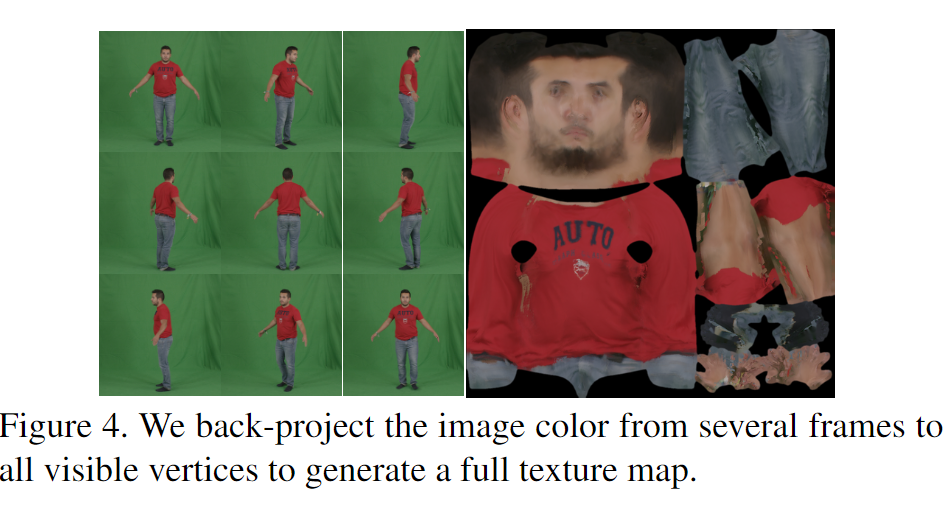 AUTO
Figure 4. We back-project the image color from several frames to
all visible vertices to generate a full texture map.